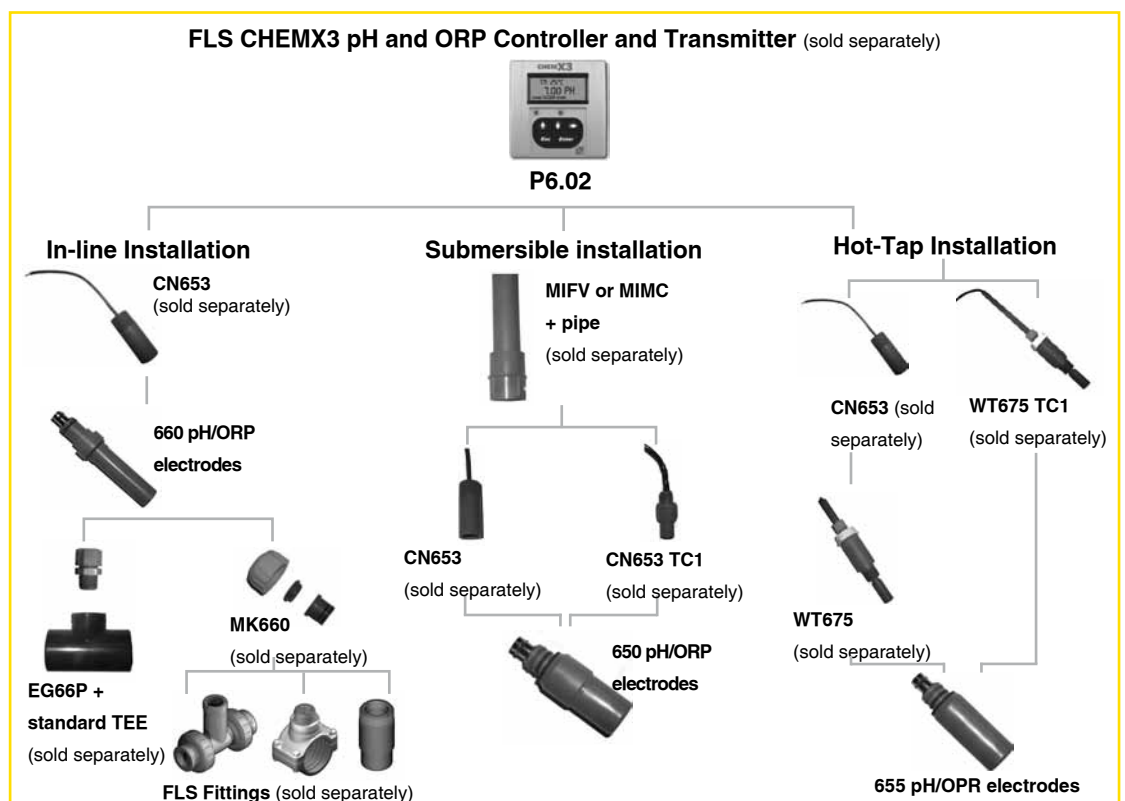 FLS CHEMX3 pH and ORP Controller and Transmitter (sold separately)
CHEMX3
7.00 PH
Esc Enter
P6.02
In-line Installation
CN653
(sold separately)
660 pH/ORP
electrodes
EG66P +
standard TEE
(sold separately)
MK660
(sold separately)
FLS Fittings (sold separately)
Submersible installation
MIFV or MIMC
+ pipe
(sold separately)
CN653
(sold separately)
CN653 TC1
(sold separately)
650 pH/ORP
electrodes
Hot-Tap Installation
CN653 (sold
separately)
WT675 TC1
(sold separately)
WT675
(sold separately)
655 pH/OPR electrodes